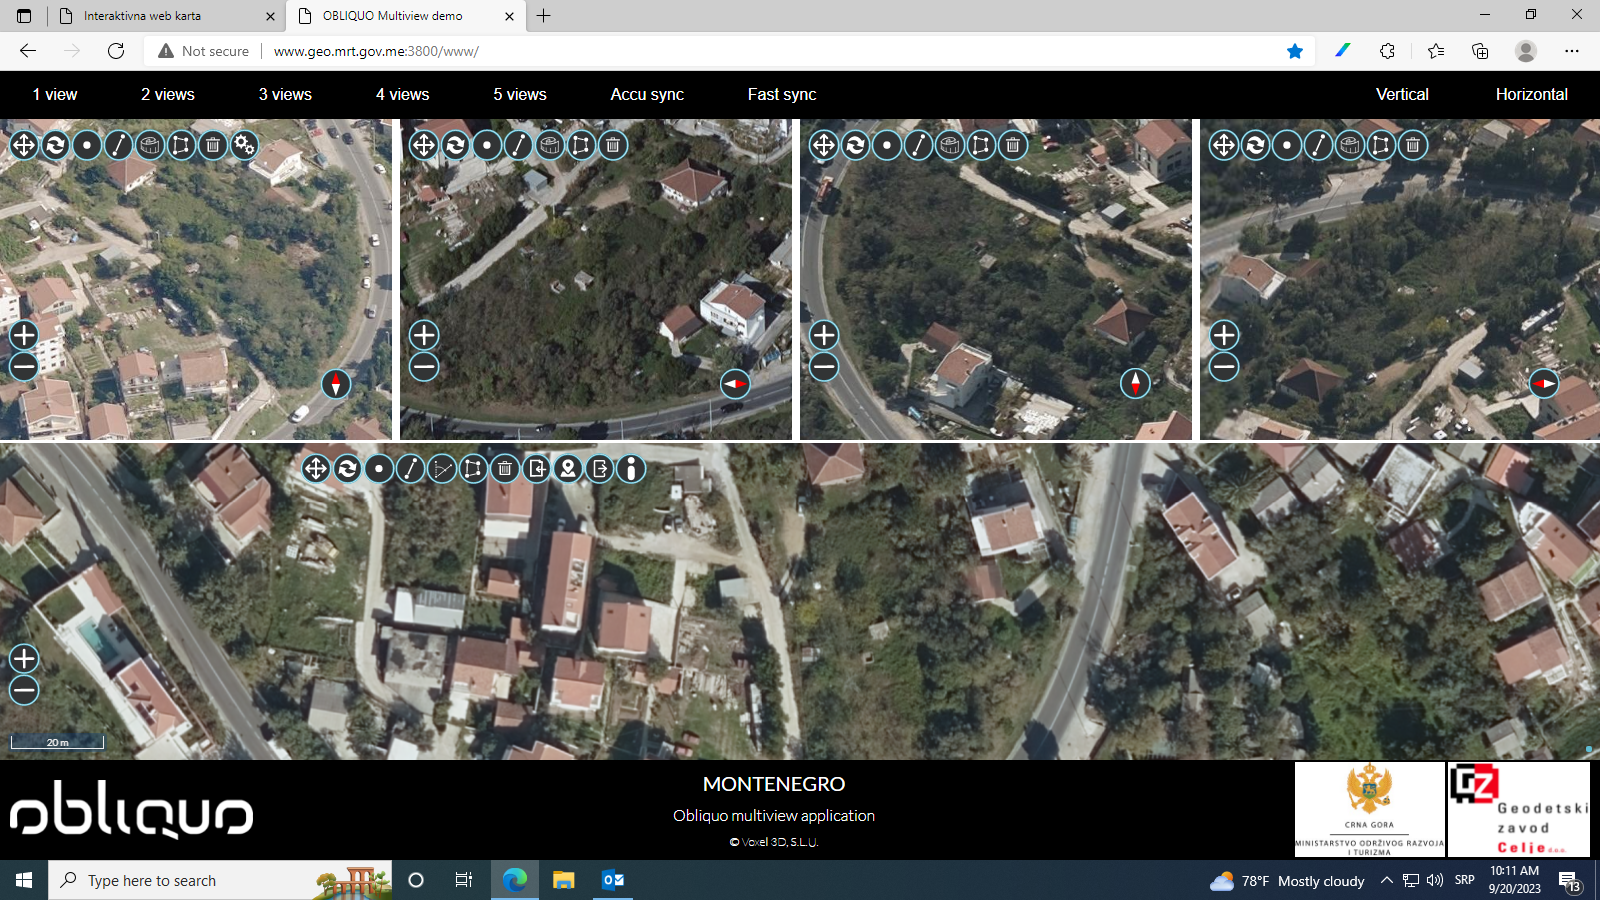 Interaktivna web karta
OBLIQUO Multiview demo
Not secure
www.geo.mrt.gov.me:3800/www/
1 view
2 views
3 views
4 views
5 views
Accu sync
Fast sync
Vertical
Horizontal
20 m
obliquo
MONTENEGRO
Obliquo multiview application
© Voxel 3D, S.L.U.
CRNA GORA
MINISTARSTVO ODRŽIVOG RAZVOJA
I TURIZMA
GZ
Geodetski
zavod
Celje d.o.o.
Type here to search
78°F Mostly cloudy
SRP
10:11 AM
9/20/2023
13